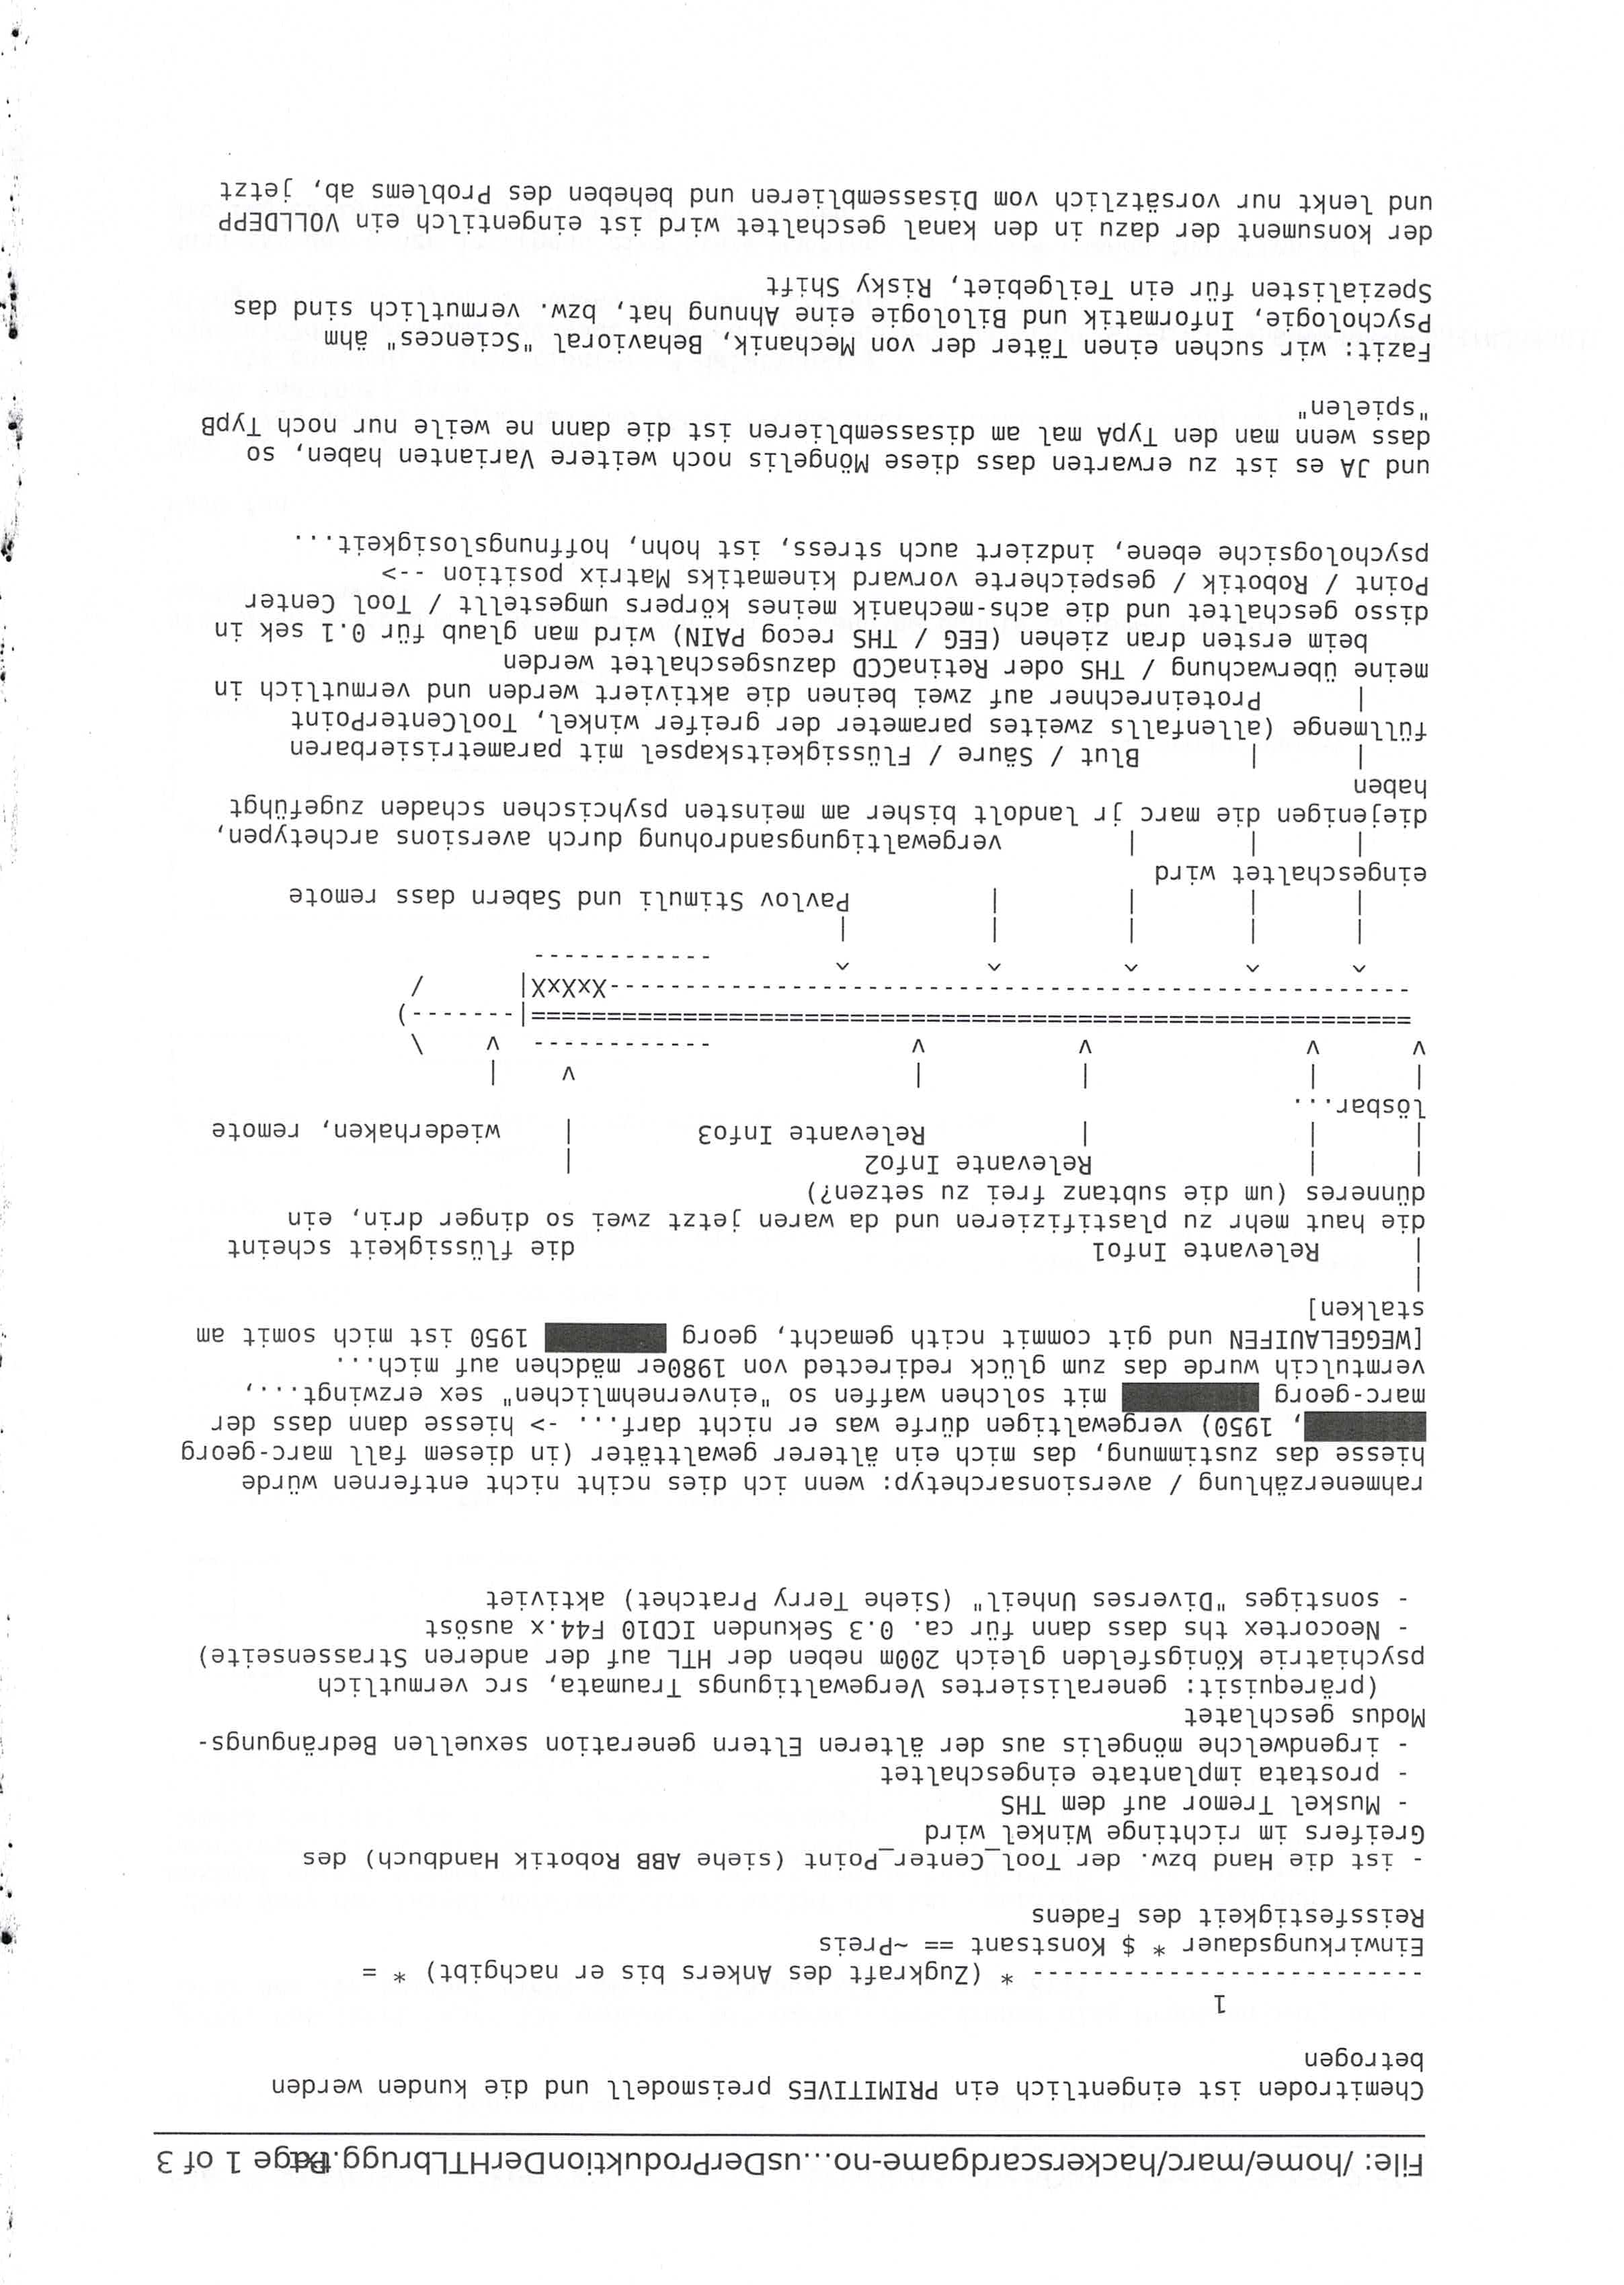 File: /home/marc/hackerscardgame-no...usDerProduktionDerHTLbrugg.txt Page 1 of 3
Chemitroden ist eingentlich ein PRIMITIVES preismodell und die kunden werden
betrogen
1
-------------------------- * (Zugkraft des Ankers bis er nachgibt) * =
Einwirkungsdauer * $ Konstsant == ~Preis
Reissfestigkeit des Fadens
- ist die Hand bzw. der Tool_Center_Point (siehe ABB Robotik Handbuch) des
Greifers im richtinge Winkel wird
- Muskel Tremor auf dem THS
- prostata implantate eingeschaltet
- irgendwelche möngelis aus der älteren Eltern generation sexuellen Bedrängungs-
Modus geschlatet
(prärequisit: generalisiertes Vergewaltigungs Traumata, src vermutlich
psychiatrie Königsfelden gleich 200m neben der HTL auf der anderen Strassenseite)
- Neocortex ths dass dann für ca. 0.3 Sekunden ICD10 F44.x ausöst
- sonstiges "Diverses Unheil" (Siehe Terry Pratchet) aktiviet
rahmenerzählung / aversionsarchetyp: wenn ich dies nciht nicht entfernen würde
hiesse das zustimmung, das mich ein älterer gewalttäter (in diesem fall marc-georg
, 1950) vergewaltigen dürfe was er nicht darf... -> hiesse dann dass der
marc-georg mit solchen waffen so "einvernehmlichen" sex erzwingt...,
vermtulcih wurde das zum glück redirected von 1980er mädchen auf mich...
[WEGGELAUIFEN und git commit ncith gemacht, georg 1950 ist mich somit am
stalken]
|
| Relevante Info1 die flüssigkeit scheint
die haut mehr zu plastifizieren und da waren jetzt zwei so dinger drin, ein
dünneres (um die subtanz frei zu setzen?)
| | Relevante Info2 |
| | | Relevante Info3 | wiederhaken, remote
lösbar...
| | | | v |
v v v v ------------ v \
==========================================================|-------)
-----------------------------------------------------XxXxX| /
^ ^ ^ ^ ^ ------------
| | | | |
| | | | Pavlov Stimuli und Sabern dass remote
eingeschaltet wird
| | | vergewaltigungsandrohung durch aversions archetypen,
diejenigen die marc jr landolt bisher am meinsten psyhcischen schaden zugefühgt
haben
| | Blut / Säure / Flüssigkeitskapsel mit parametrisierbaren
füllmenge (allenfalls zweites parameter der greifer winkel, ToolCenterPoint
| Proteinrechner auf zwei beinen die aktiviert werden und vermutlich in
meine überwachung / THS oder RetinaCCD dazusgeschaltet werden
beim ersten dran ziehen (EEG / THS recog PAIN) wird man glaub für 0.1 sek in
disso geschaltet und die achs-mechanik meines körpers umgestellt / Tool Center
Point / Robotik / gespeicherte vorward kinematiks Matrix position -->
psychologsiche ebene, indziert auch stress, ist hohn, hoffnungslosigkeit...
und JA es ist zu erwarten dass diese Möngelis noch weitere Varianten haben, so
dass wenn man den TypA mal am disassemblieren ist die dann ne weile nur noch TypB
"spielen"
Fazit: wir suchen einen Täter der von Mechanik, Behavioral "Sciences" ähm
Psychologie, Informatik und Bilologie eine Ahnung hat, bzw. vermutlich sind das
Spezialisten für ein Teilgebiet, Risky Shift
der konsument der dazu in den kanal geschaltet wird ist eingentilch ein VOLLDEPP
und lenkt nur vorsätzlich vom Disassemblieren und beheben des Problems ab, jetzt